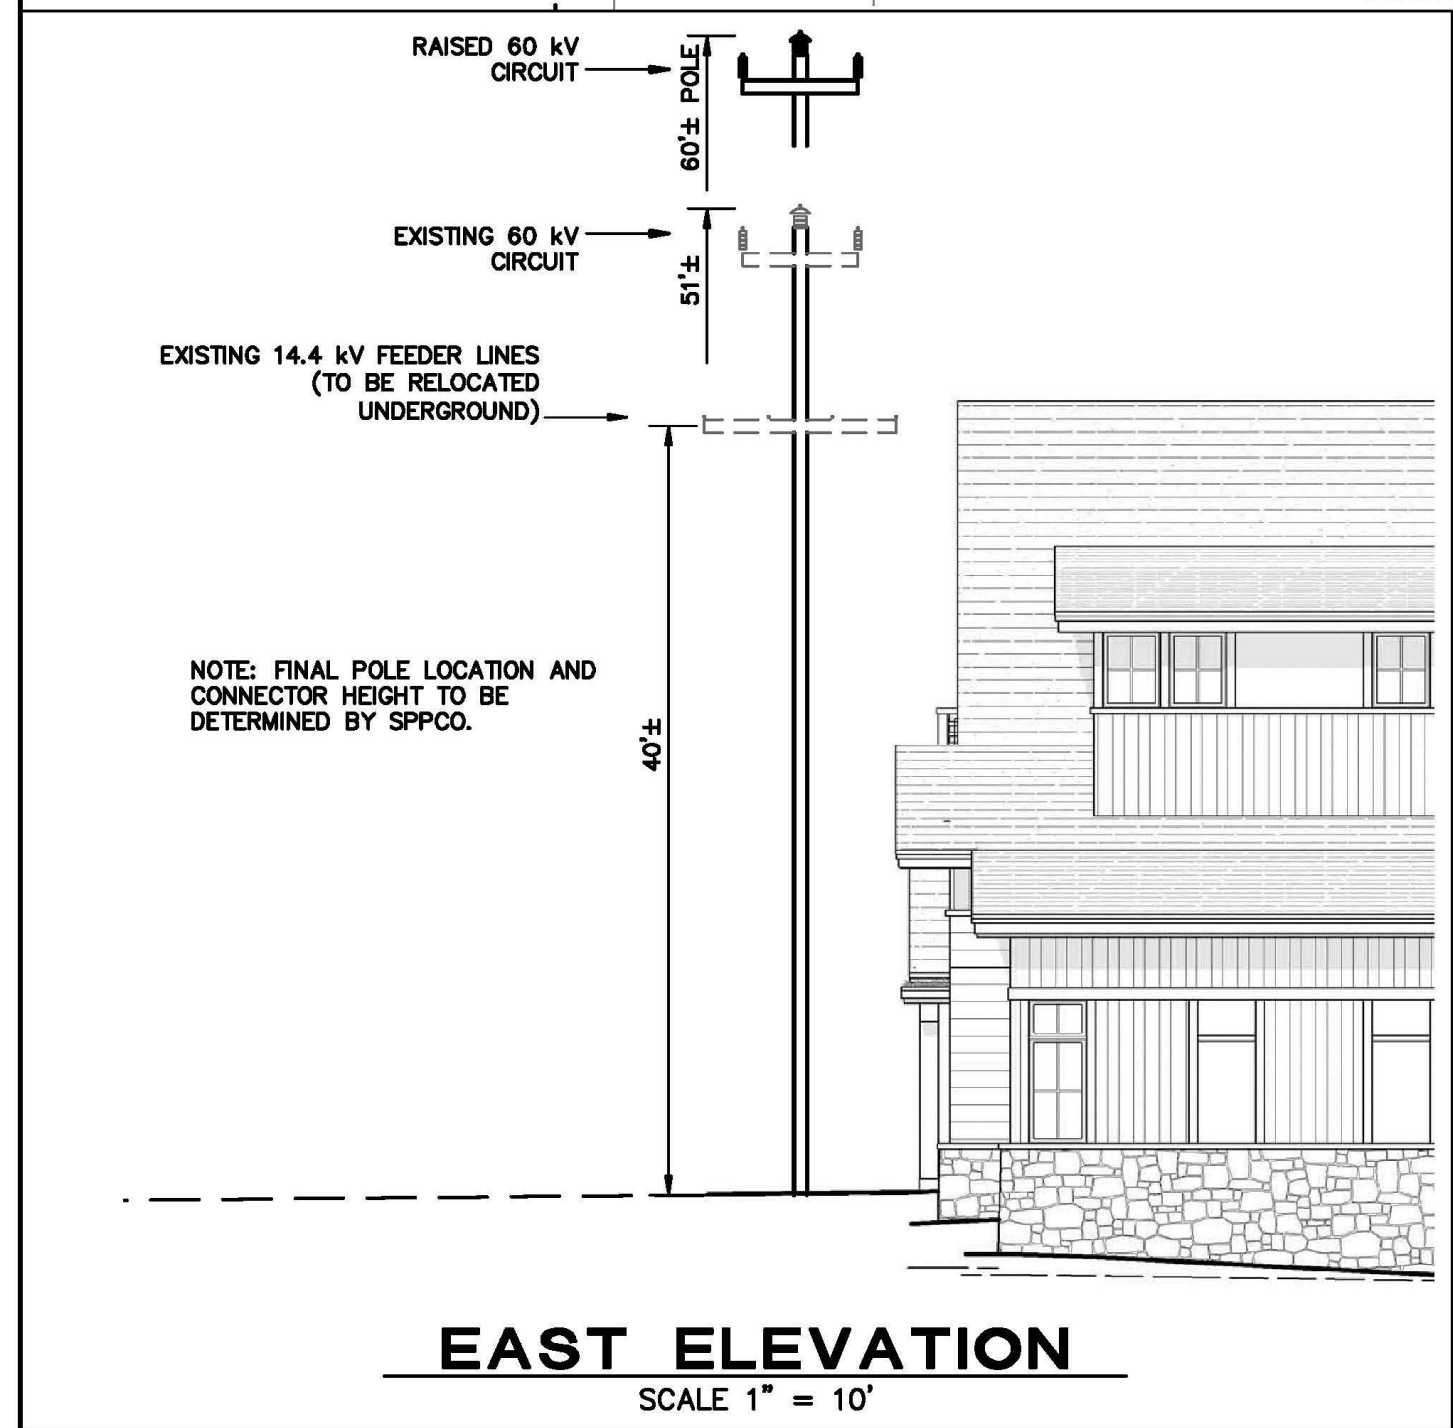 RAISED 60 kV
CIRCUIT
60'± POLE
EXISTING 60 kV
CIRCUIT
51'±
EXISTING 14.4 kV FEEDER LINES
(TO BE RELOCATED
UNDERGROUND)
NOTE: FINAL POLE LOCATION AND
CONNECTOR HEIGHT TO BE
DETERMINED BY SPPCO.
40'±
EAST ELEVATION
SCALE 1" = 10'